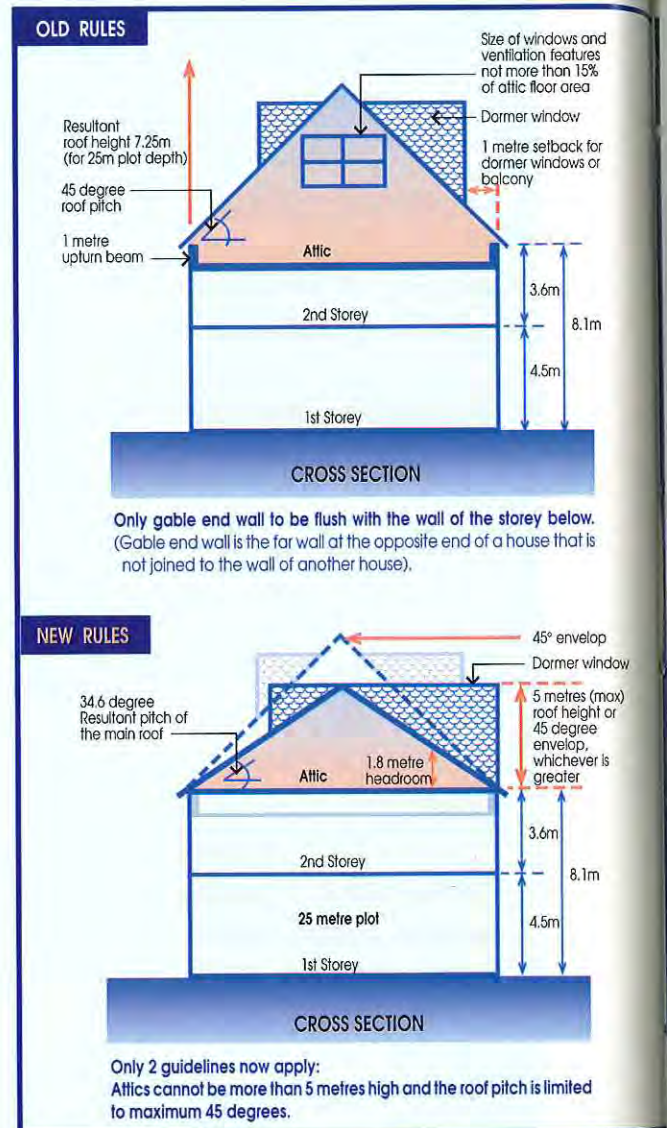 OLD RULES
Size of windows and
ventilation features
not more than 15%
of attic floor area
Dormer window
1 metre setback for
dormer windows or
balcony
Resultant
roof height 7.25m
(for 25m plot depth)
45 degree
roof pitch
1 metre
upturn beam
Attic
3.6m
2nd Storey
8.1m
4.5m
1st Storey
CROSS SECTION
Only gable end wall to be flush with the wall of the storey below.
(Gable end wall is the far wall at the opposite end of a house that is
not joined to the wall of another house).
NEW RULES
45° envelop
Dormer window
34.6 degree
Resultant pitch of
the main roof
5 metres (max)
roof height or
45 degree
envelop,
whichever is
greater
1.8 metre
headroom
Attic
3.6m
2nd Storey
8.1m
25 metre plot
4.5m
1st Storey
CROSS SECTION
Only 2 guidelines now apply:
Attics cannot be more than 5 metres high and the roof pitch is limited
to maximum 45 degrees.